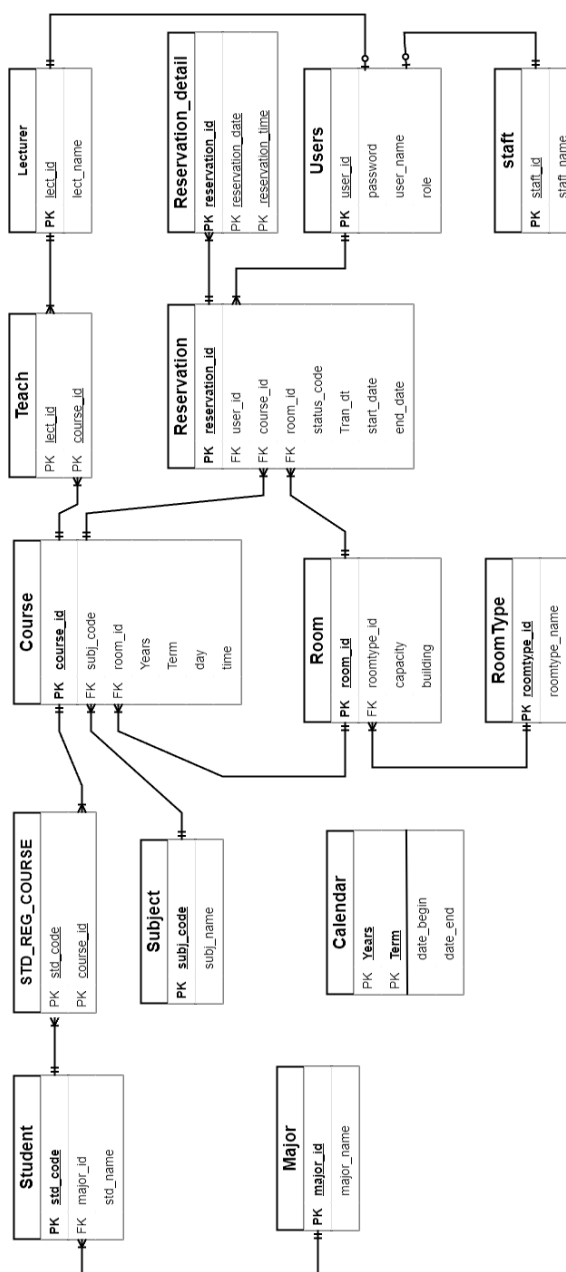 Student
PK std_code
FK major_id
std_name
STD_REG_COURSE
PK std_code
PK course_id
Course
PK course_id
FK subj_code
FK room_id
Years
Term
day
time
Teach
PK lect_id
PK course_id
Lecturer
PK lect_id
lect_name
Subject
PK subj_code
subj_name
Reservation
PK reservation_id
FK user_id
FK course_id
FK room_id
status_code
Tran_dt
start_date
end_date
Reservation_detail
PK reservation_id
PK reservation_date
PK reservation_time
Major
PK major_id
major_name
Calendar
PK Years
PK Term
date_begin
date_end
Room
PK room_id
FK roomtype_id
capacity
building
Users
PK user_id
password
user_name
role
RoomType
PK roomtype_id
roomtype_name
staft
PK staft_id
staft_name